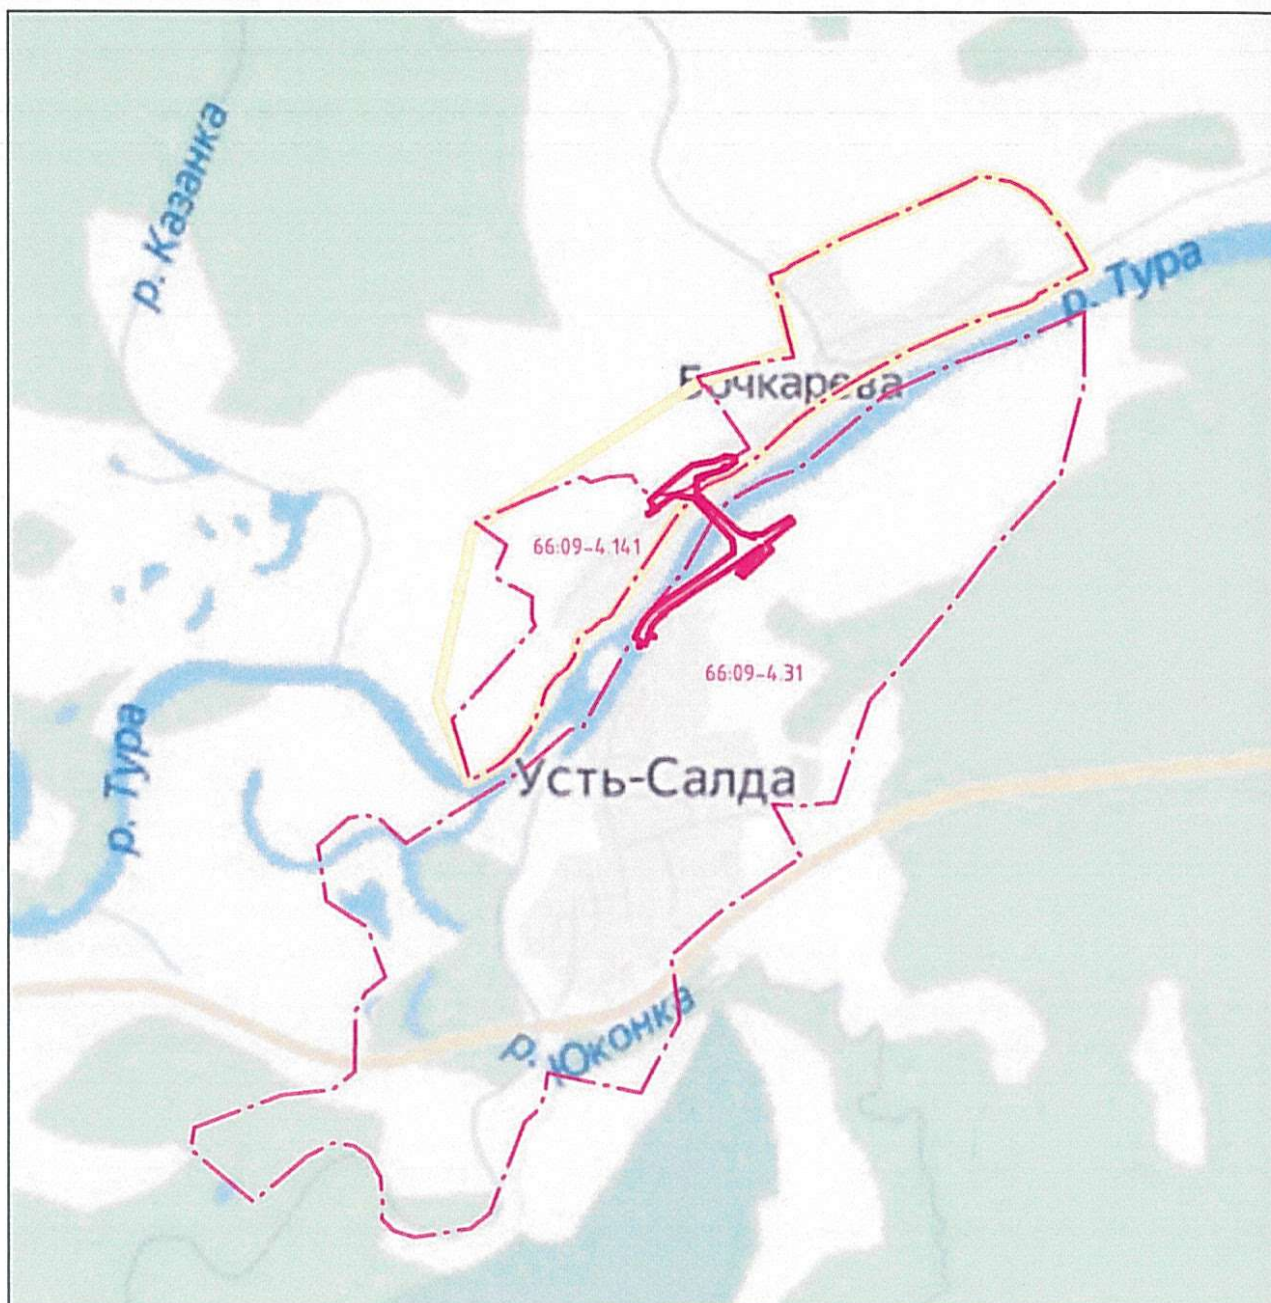 р. Казанка
р. Тура
Бочкарева
66:09-4.141
66:09-4.31
Усть-Салда
р. Тура
р. Юконка